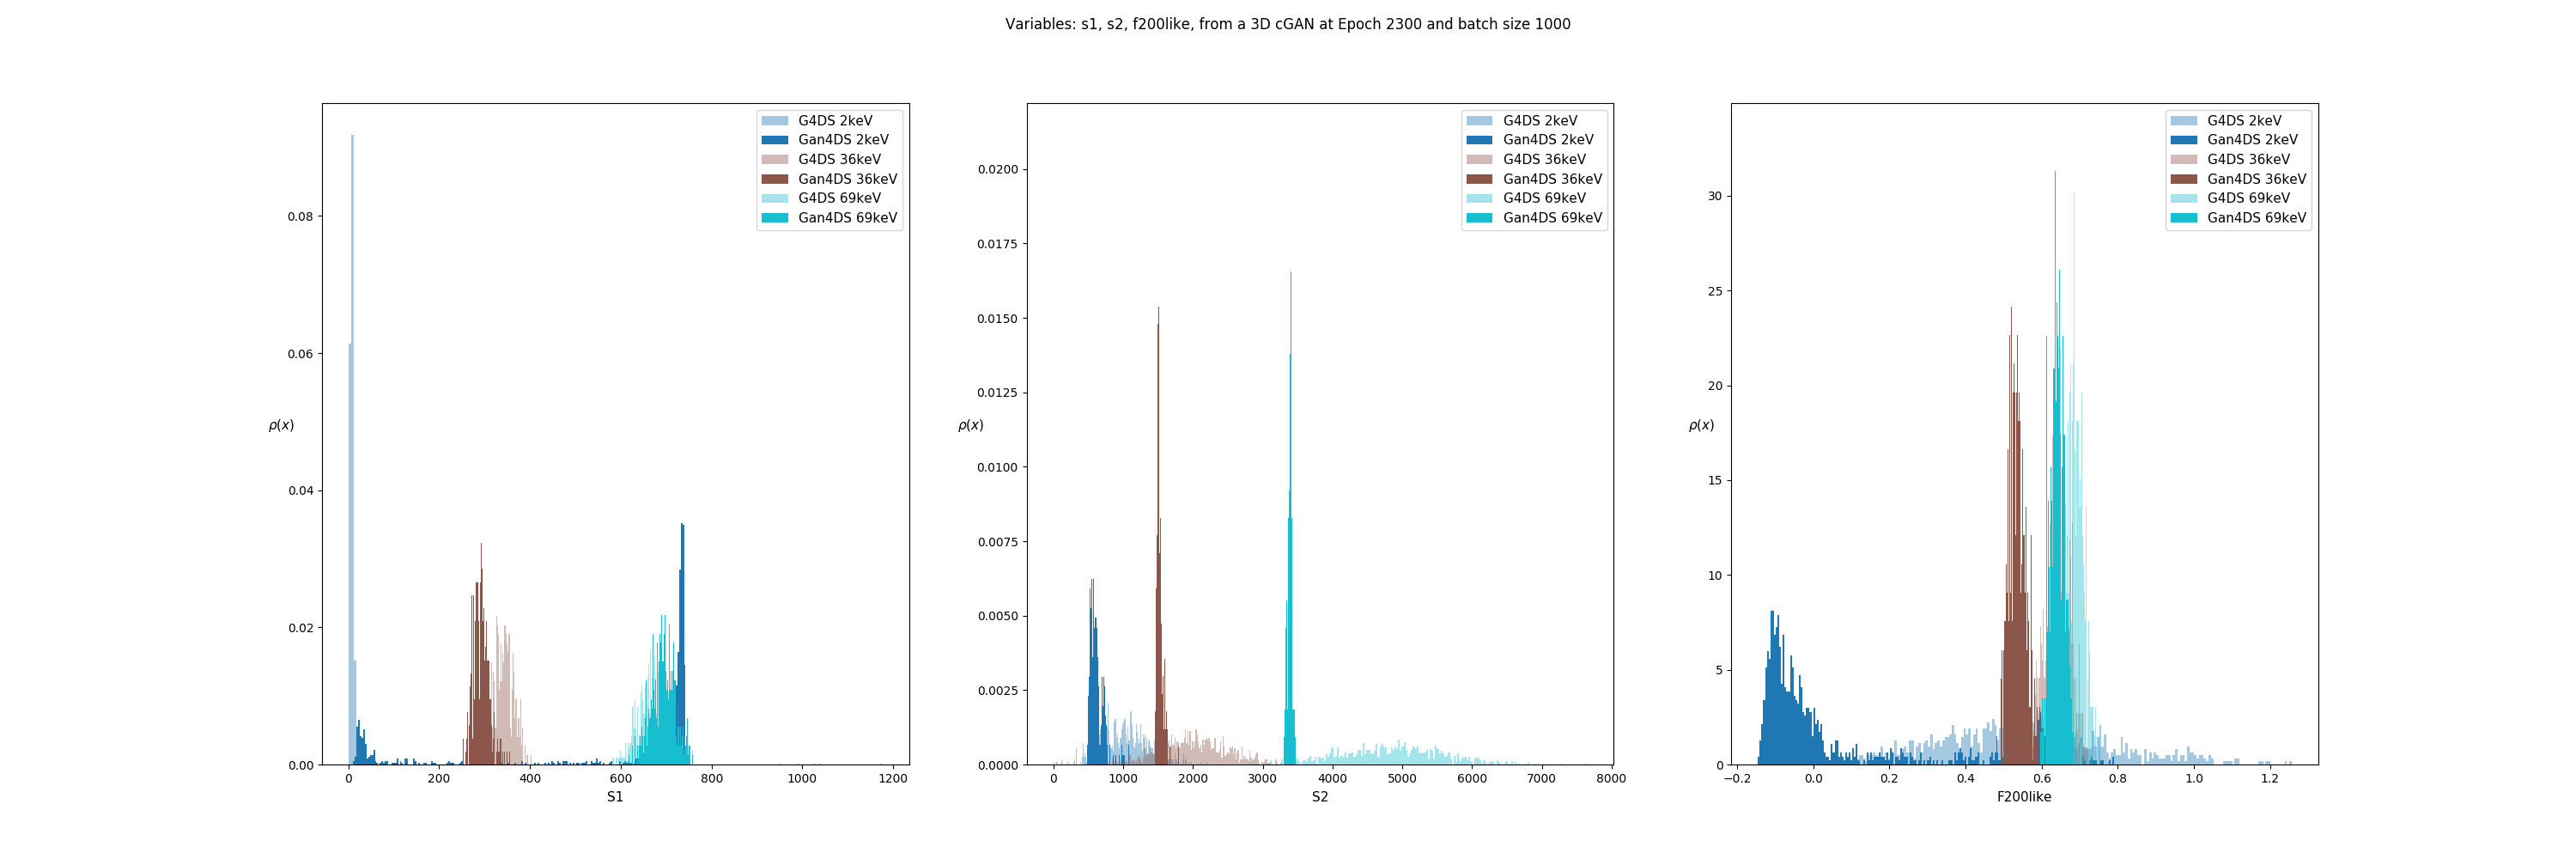 Variables: s1, s2, f200like, from a 3D cGAN at Epoch 2300 and batch size 1000
ρ(x)
0.08
0.06
0.04
0.02
0.00
0
200
400
600
800
1000
1200
S1
G4DS 2keV
Gan4DS 2keV
G4DS 36keV
Gan4DS 36keV
G4DS 69keV
Gan4DS 69keV
ρ(x)
0.0200
0.0175
0.0150
0.0125
0.0100
0.0075
0.0050
0.0025
0.0000
0
1000
2000
3000
4000
5000
6000
7000
8000
S2
G4DS 2keV
Gan4DS 2keV
G4DS 36keV
Gan4DS 36keV
G4DS 69keV
Gan4DS 69keV
ρ(x)
30
25
20
15
10
5
0
−0.2
0.0
0.2
0.4
0.6
0.8
1.0
1.2
F200like
G4DS 2keV
Gan4DS 2keV
G4DS 36keV
Gan4DS 36keV
G4DS 69keV
Gan4DS 69keV